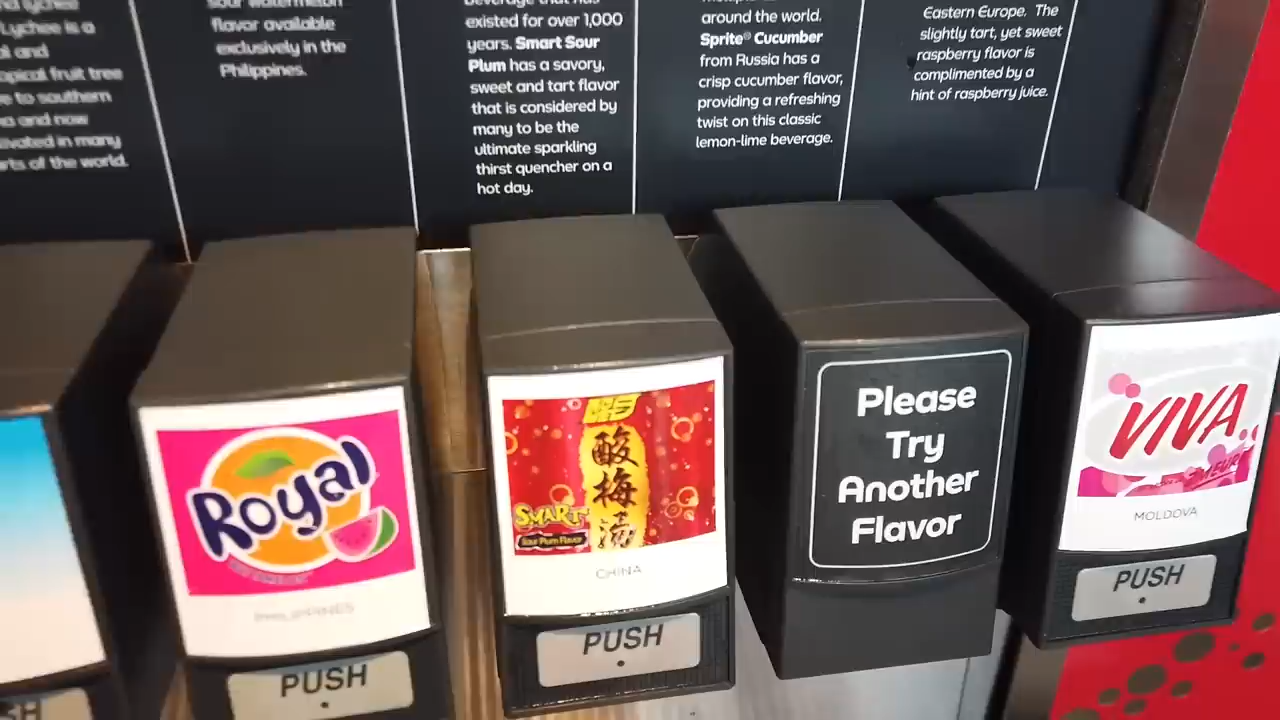 Lychee is a
opical fruit tree
to southern
and now
in many
of the world.
sour watermelon
flavor available
exclusively in the
Philippines.
beverage that has
existed for over 1,000
years. Smart Sour
Plum has a savory,
sweet and tart flavor
that is considered by
many to be the
ultimate sparkling
thirst quencher on a
hot day.
around the world.
Sprite® Cucumber
from Russia has a
crisp cucumber flavor,
providing a refreshing
twist on this classic
lemon-lime beverage.
Eastern Europe. The
slightly tart, yet sweet
raspberry flavor is
complimented by a
hint of raspberry juice.
Royal
PHILIPPINES
PUSH
酸梅湯
SMART
Sour Plum Flavor
CHINA
PUSH
Please
Try
Another
Flavor
VIVA
MOLDOVA
PUSH